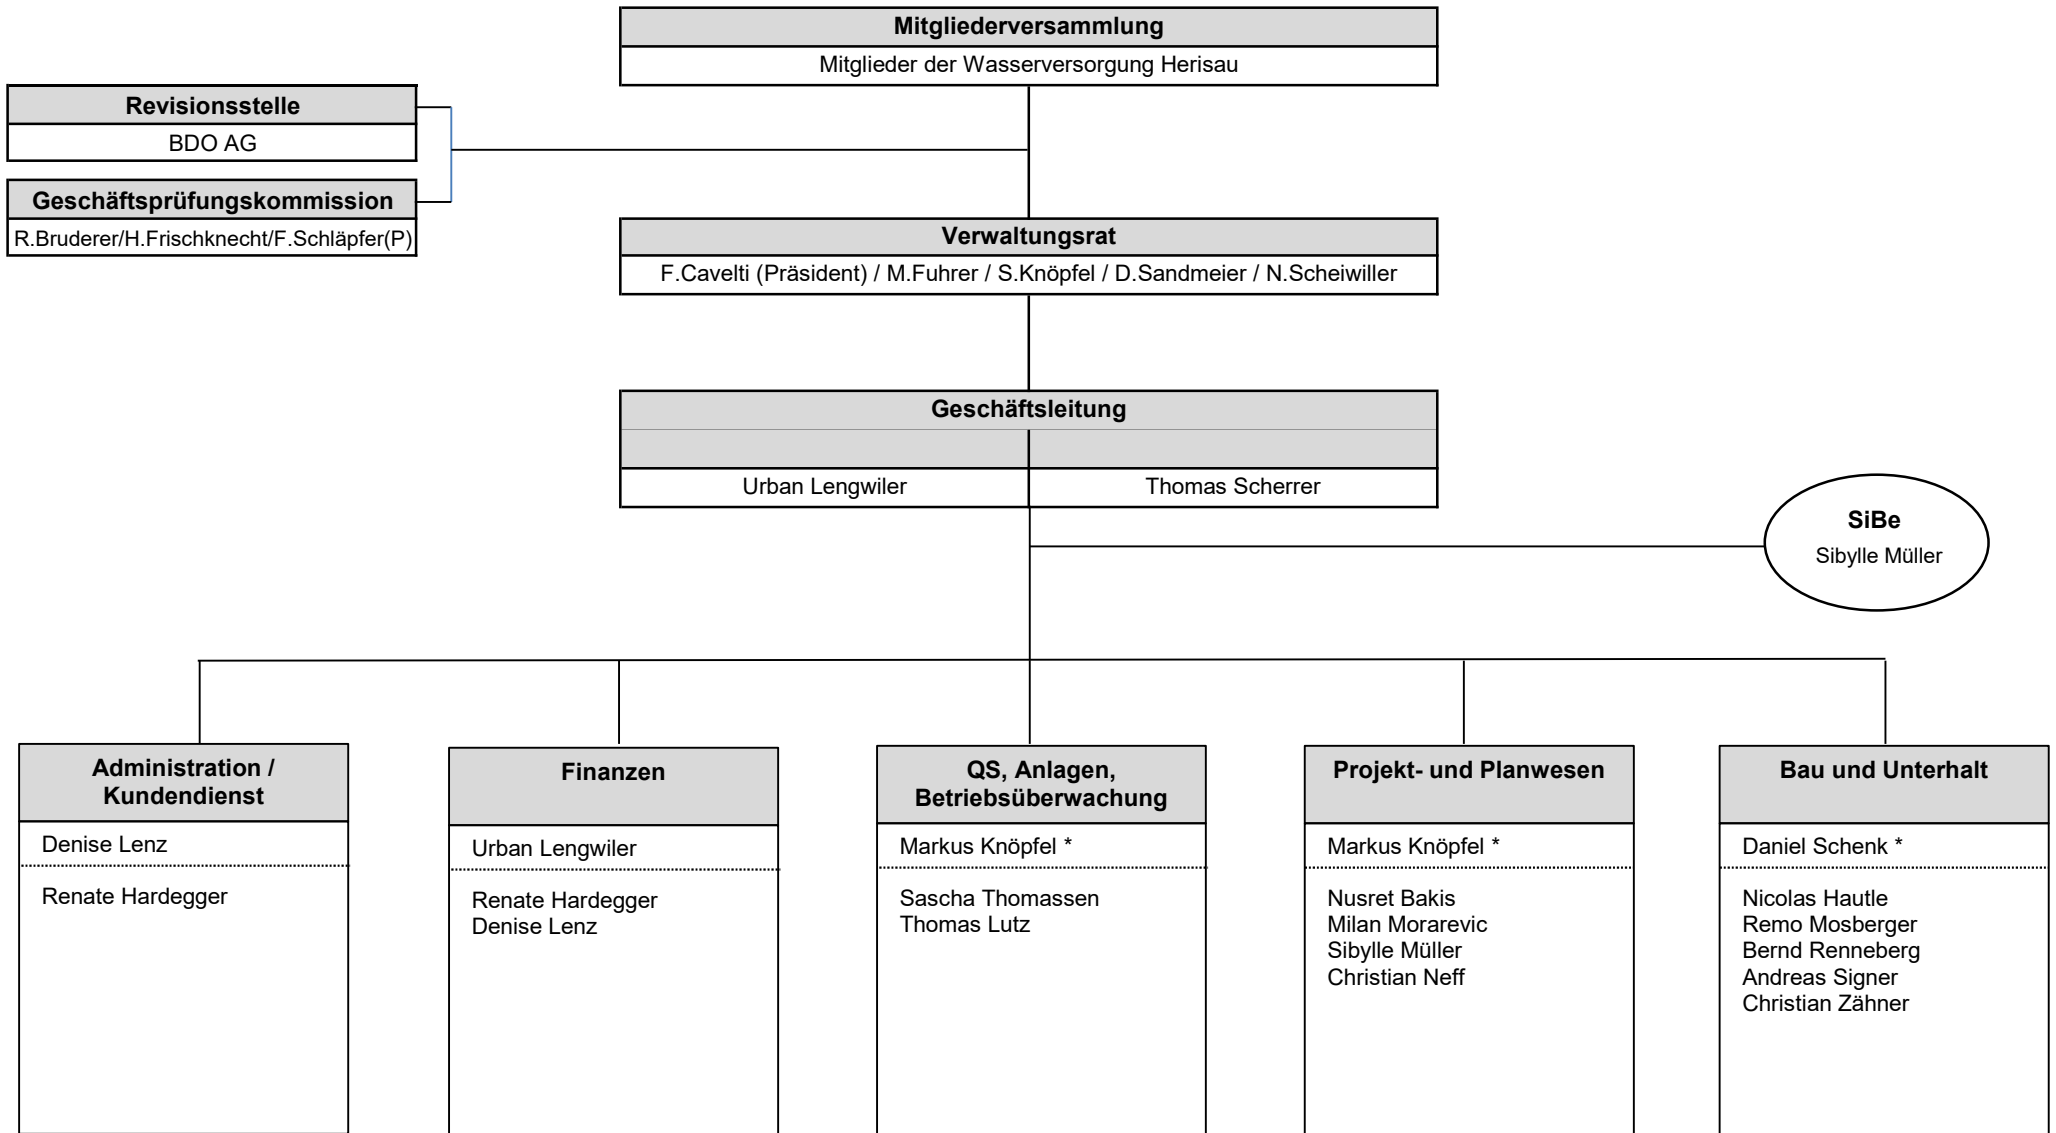 Mitgliederversammlung
Mitglieder der Wasserversorgung Herisau
Revisionsstelle
BDO AG
Geschäftsprüfungskommission
R.Bruderer/H.Frischknecht/F.Schläpfer(P)
Verwaltungsrat
F.Cavelti (Präsident) / M.Fuhrer / S.Knöpfel / D.Sandmeier / N.Scheiwiller
Geschäftsleitung
Urban Lengwiler
Thomas Scherrer
SiBe
Sibylle Müller
Administration /
Kundendienst
Denise Lenz
Renate Hardegger
Finanzen
Urban Lengwiler
Renate Hardegger
Denise Lenz
QS, Anlagen,
Betriebsüberwachung
Markus Knöpfel *
Sascha Thomassen
Thomas Lutz
Projekt- und Planwesen
Markus Knöpfel *
Nusret Bakis
Milan Morarevic
Sibylle Müller
Christian Neff
Bau und Unterhalt
Daniel Schenk *
Nicolas Hautle
Remo Mosberger
Bernd Renneberg
Andreas Signer
Christian Zähner